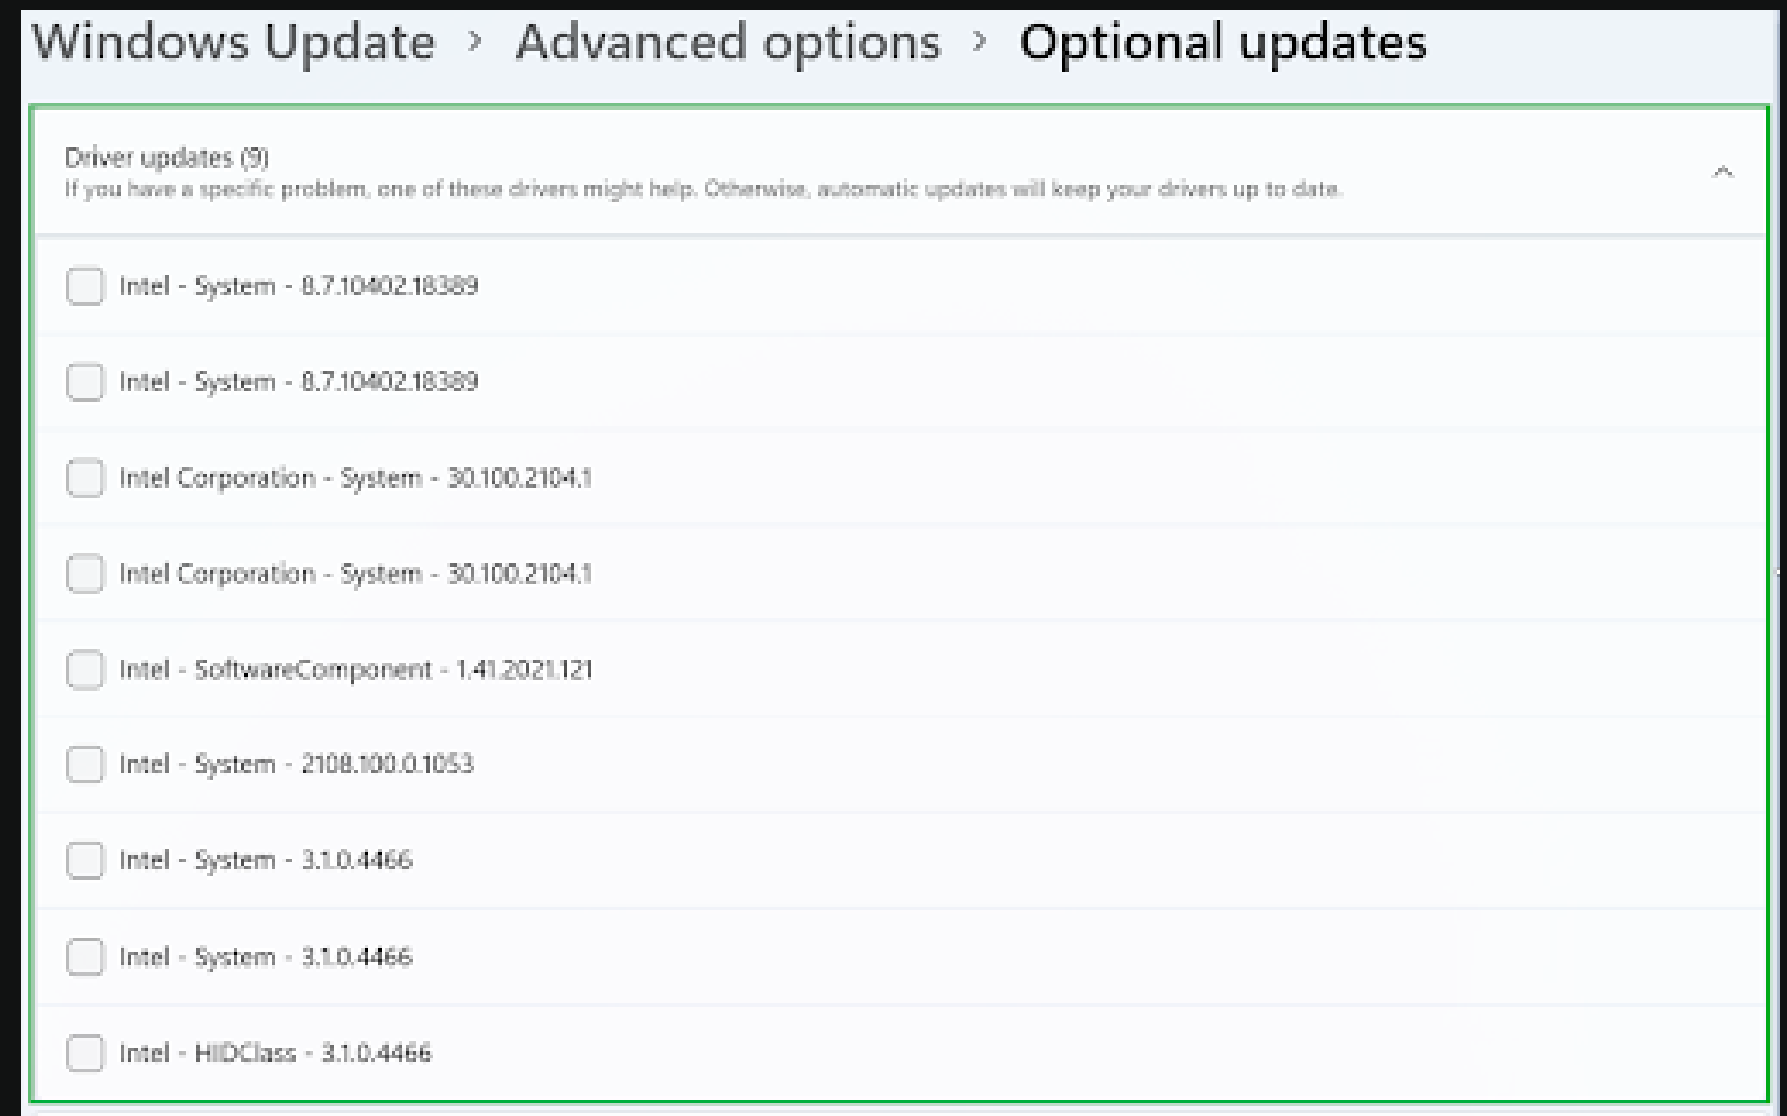 Windows Update > Advanced options > Optional updates
Driver updates (9)
If you have a specific problem, one of these drivers might help. Otherwise, automatic updates will keep your drivers up to date.
Intel - System - 8.7.10402.18389
Intel - System - 8.7.10402.18389
Intel Corporation - System - 30.100.2104.1
Intel Corporation - System - 30.100.2104.1
Intel - SoftwareComponent - 1.41.2021.121
Intel - System - 2108.100.0.1053
Intel - System - 3.1.0.4466
Intel - System - 3.1.0.4466
Intel - HIDClass - 3.1.0.4466